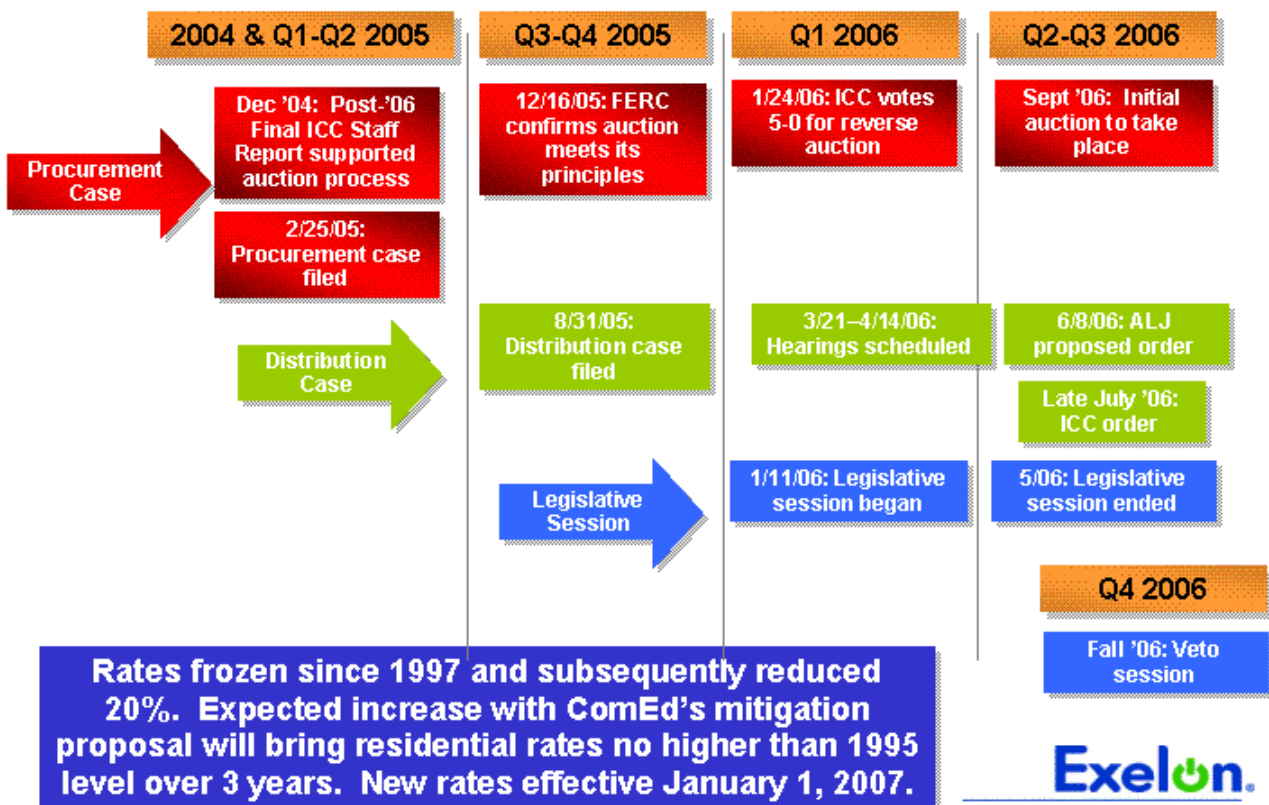 2004 & Q1-Q2 2005
Q3-Q4 2005
Q1 2006
Q2-Q3 2006
Procurement
Case
Dec ’04: Post-’06
Final ICC Staff
Report supported
auction process
2/25/05:
Procurement case
filed
12/16/05: FERC
confirms auction
meets its
principles
1/24/06: ICC votes
5-0 for reverse
auction
Sept ’06: Initial
auction to take
place
Distribution
Case
8/31/05:
Distribution case
filed
3/21–4/14/06:
Hearings scheduled
6/8/06: ALJ
proposed order
Late July ’06:
ICC order
Legislative
Session
1/11/06: Legislative
session began
5/06: Legislative
session ended
Q4 2006
Fall ’06: Veto
session
Rates frozen since 1997 and subsequently reduced
20%. Expected increase with ComEd’s mitigation
proposal will bring residential rates no higher than 1995
level over 3 years. New rates effective January 1, 2007.
Exelon®